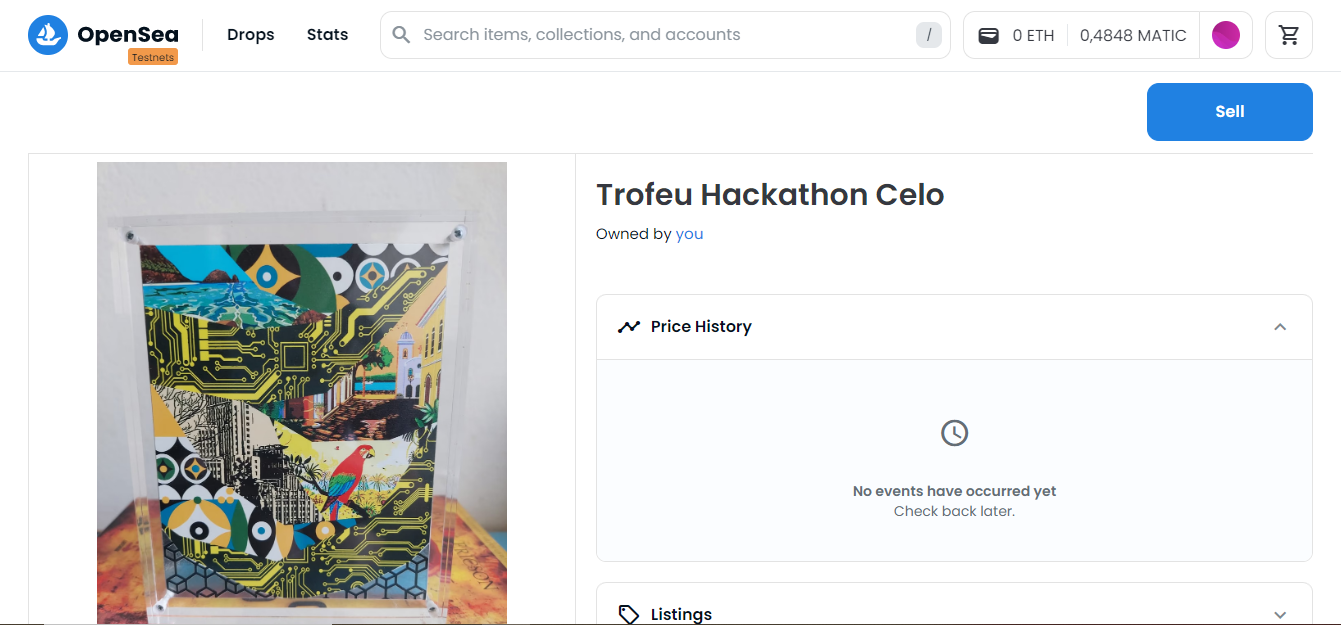 OpenSea
Testnets
Drops
Stats
Search items, collections, and accounts
/
0 ETH
0,4848 MATIC
Sell
Trofeu Hackathon Celo
Owned by you
Price History
No events have occurred yet
Check back later.
Listings